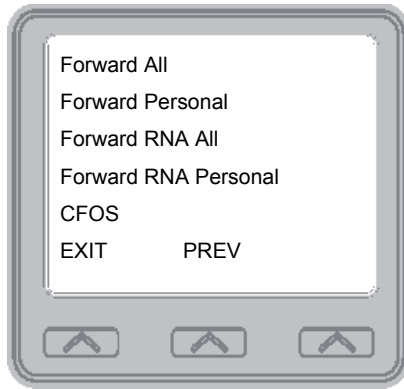 Forward All
Forward Personal
Forward RNA All
Forward RNA Personal
CFOS
EXIT PREV